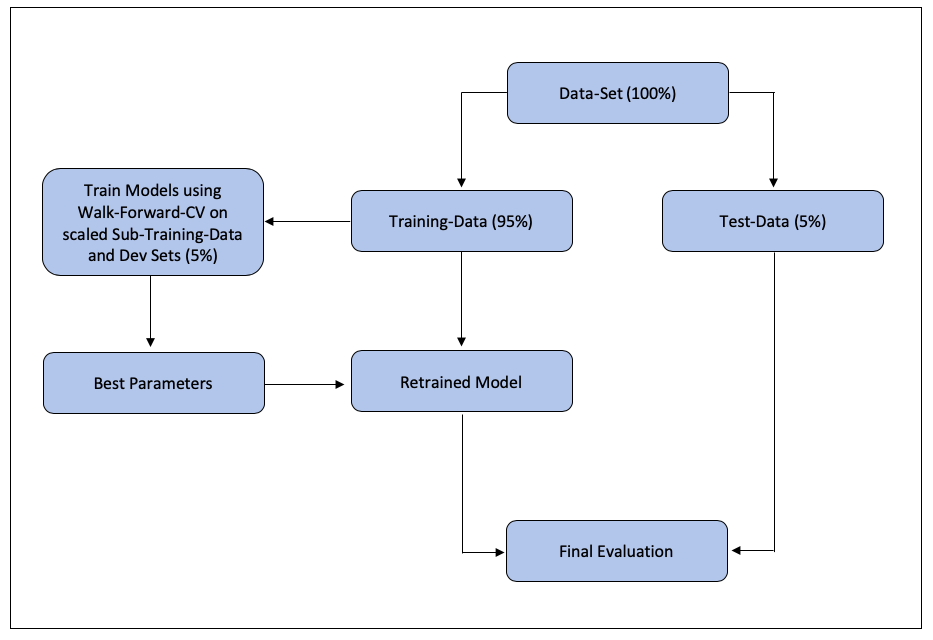 Data-Set (100%)
Train Models using
Walk-Forward-CV on
scaled Sub-Training-Data
and Dev Sets (5%)
Training-Data (95%)
Test-Data (5%)
Best Parameters
Retrained Model
Final Evaluation